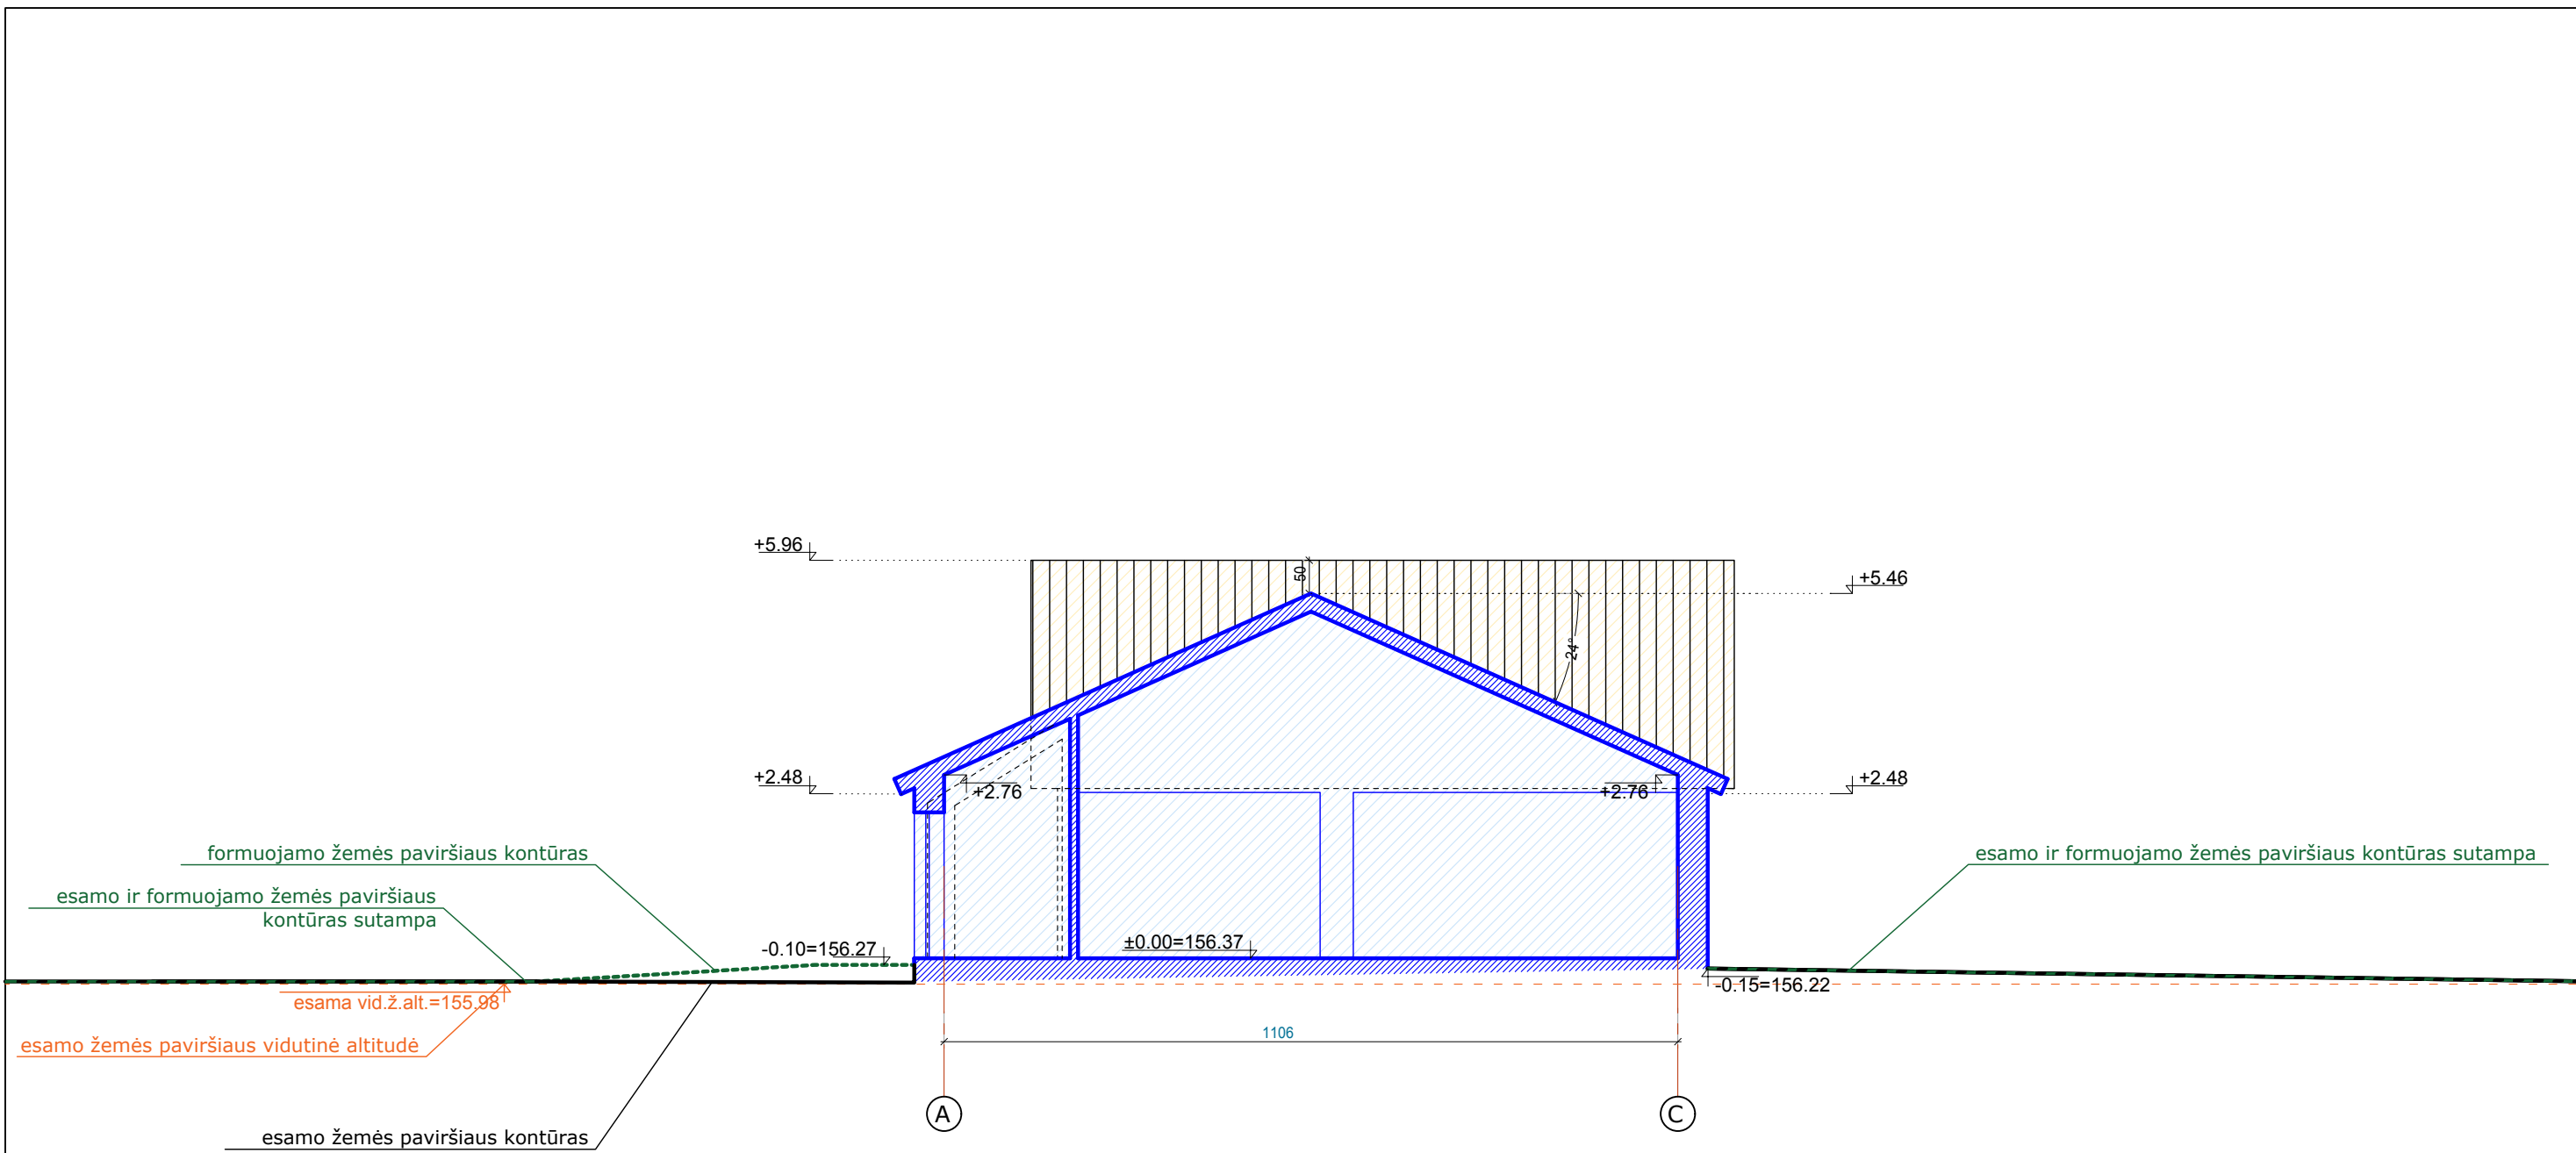 +5.96
50
+5.46
24°
+2.48
+2.76
+2.76
+2.48
formuojamo žemės paviršiaus kontūras
esamo ir formuojamo žemės paviršiaus kontūras sutampa
esamo ir formuojamo žemės paviršiaus
kontūras sutampa
-0.10=156.27
±0.00=156.37
-0.15=156.22
esama vid.ž.alt.=155.98
esamo žemės paviršiaus vidutinė altitudė
1106
A
C
esamo žemės paviršiaus kontūras